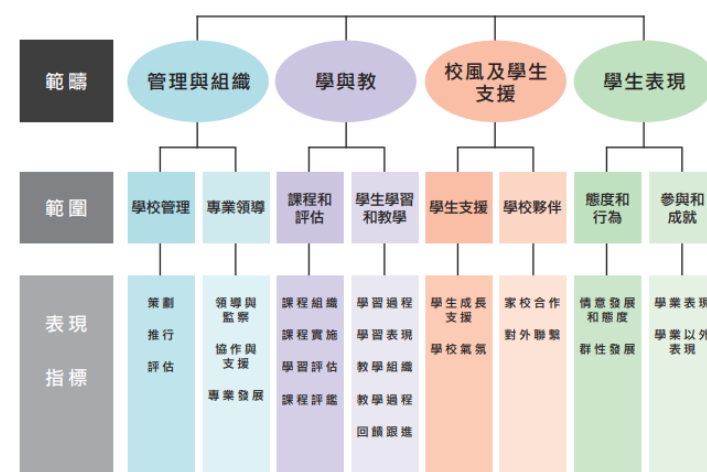 範疇
管理與組織
學與教
校風及學生
支援
學生表現
範圍
學校管理
專業領導
課程和
評估
學生學習
和教學
學生支援
學校夥伴
態度和
行為
參與和
成就
表現
指標
策劃
推行
評估
領導與
監察
協作與
支援
專業發展
課程組織
課程實施
學習評估
課程評鑑
學習過程
學習表現
教學組織
教學過程
回饋跟進
學生成長
支援
學校氣氛
家校合作
對外聯繫
情意發展
和態度
群性發展
學業表現
學業以外
表現